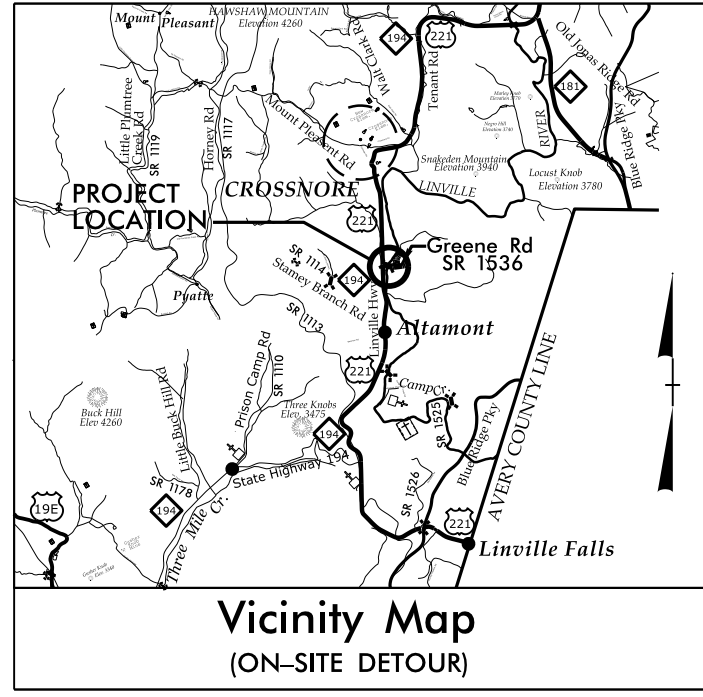 HAWSHAW MOUNTAIN
Elevation 4260
Mount Pleasant
Walt Clark Rd
194
221
Tenant Rd
Old Jonas Ridge Rd
181
Blue Ridge Pky
Little Plumtree
Creek Rd
SR 1119
Horney Rd
SR 1117
Mount Pleasent Rd
Elevation 3740
RIVER
Snakeden Mountain
Elevation 3940
LINVILLE
Locust Knob
Elevation 3780
PROJECT
LOCATION
CROSSNORE
221
Greene Rd
SR 1536
SR 1114
Stamey Branch Rd
194
Linville Hwy
Pyatte
SR 1113
Altamont
221
Prison Camp Rd
SR 1110
Little Buck Hill Rd
Buck Hill
Elev 4260
Three Knobs
Elev. 3475
194
Camp Cr.
SR 1525
Blue Ridge Pky
AVERY COUNTY LINE
State Highway 194
SR 1178
194
Three Mile Cr.
19E
SR 1526
221
Linville Falls
Vicinity Map
(ON–SITE DETOUR)